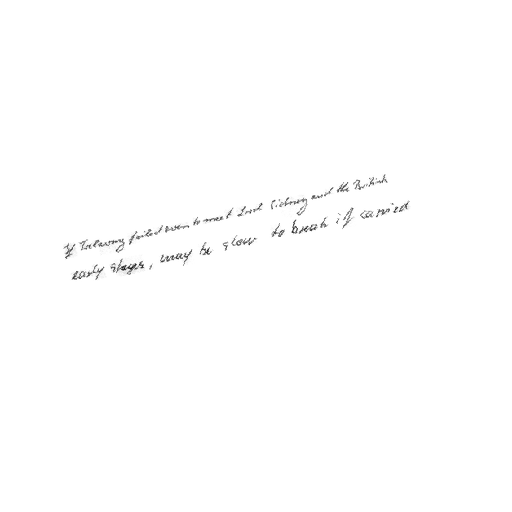 If Trelawny failed even to meet Lord Sidney and the British
early stages, may be slow to break if carried